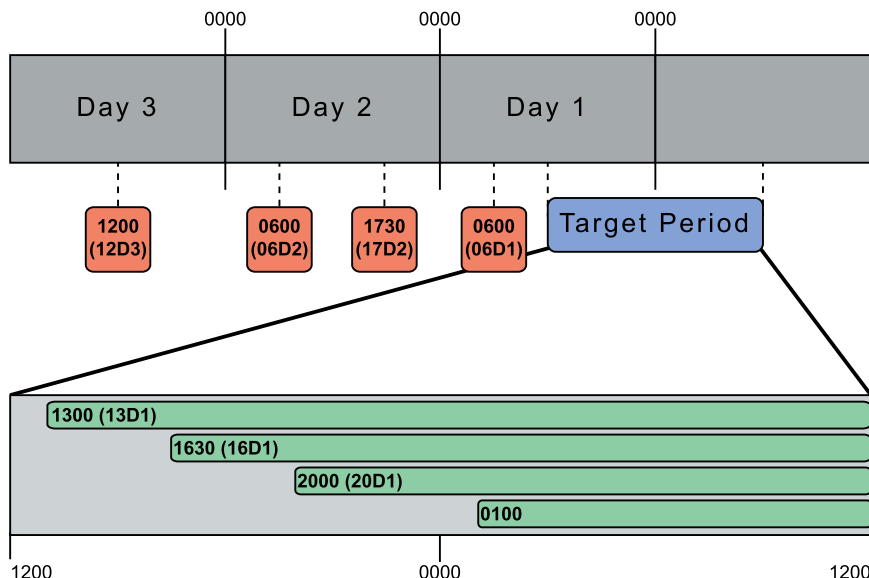 0000 0000 0000
Day 3 Day 2 Day 1
1200
(12D3)
0600
(06D2)
1730
(17D2)
0600
(06D1)
Target Period
1300 (13D1)
1630 (16D1)
2000 (20D1)
0100
1200 0000 1200